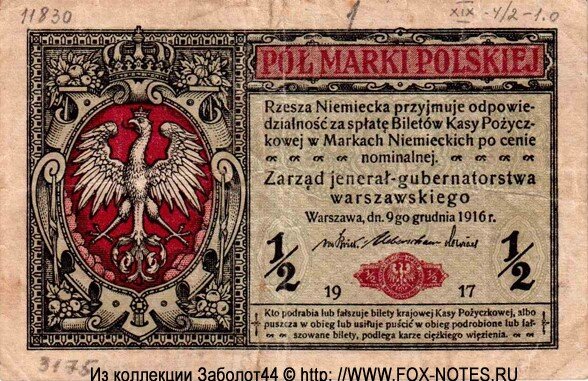 11830
1
XIX -4/2-1.0
PÓŁ MARKI POLSKIEJ
Rzesza Niemiecka przyjmuje odpowie-
dzialność za spłatę Biletów Kasy Pożycz-
kowej w Markach Niemieckich po cenie
nominalnej.
Zarząd jenerał-gubernatorstwa
warszawskiego
Warszawa, dn. 9go grudnia 1916 r.
1/2
1/2
1/2
19 17
Kto podrabia lub fałszuje bilety krajowej Kasy Pożyczkowej, albo
puszcza w obieg lub usiłuje puścić w obieg podrobione lub fał-
szowane bilety, podlega karze ciężkiego więzienia.
3175
Из коллекции Заболот44 © http://WWW.FOX-NOTES.RU